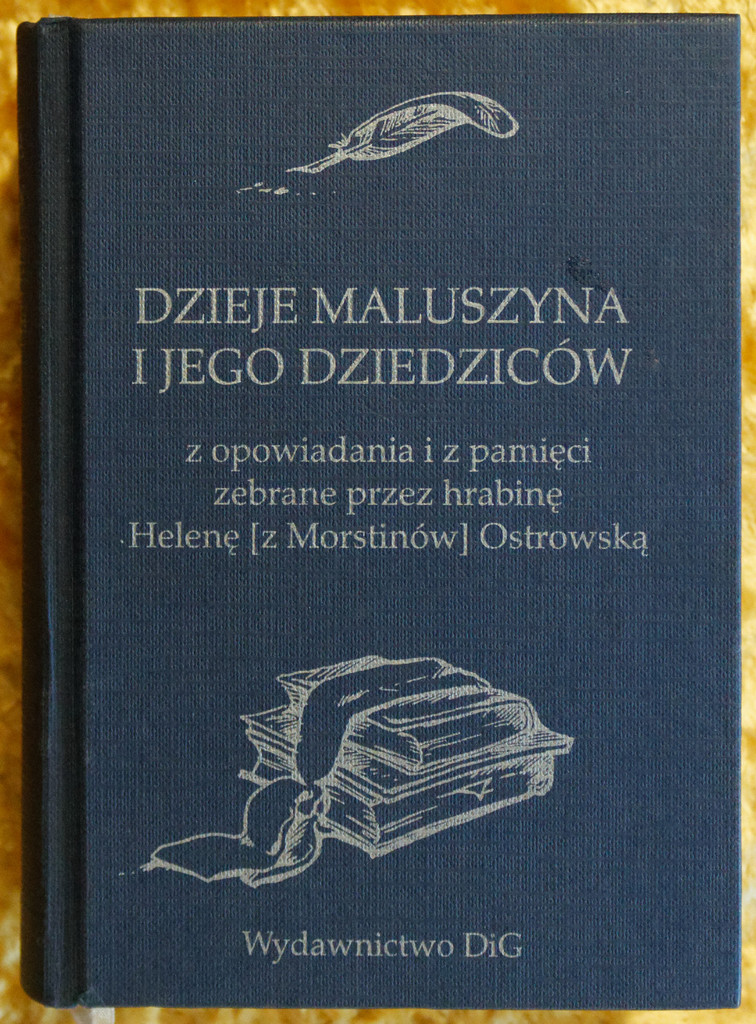 DZIEJE MALUSZYNA
I JEGO DZIEDZICÓW
z opowiadania i z pamięci
zebrane przez hrabinę
Helenę [z Morstinów] Ostrowską
Wydawnictwo DiG